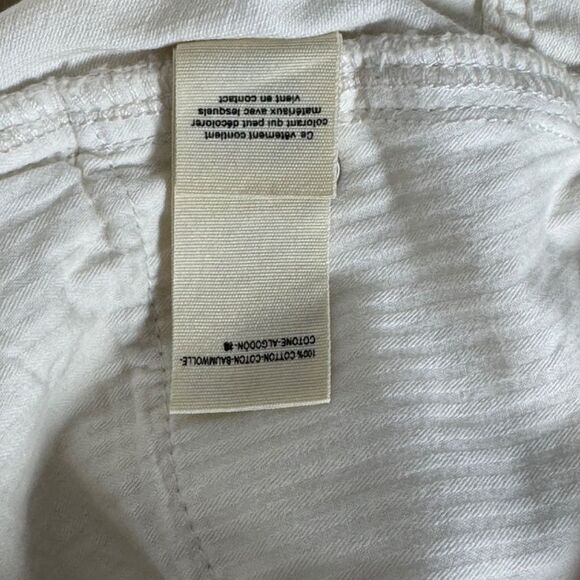 100% COTTON-COTON-BAUMWOLLE-
COTONE-ALGODON-
Ce vêtement contient
colorant qui peut décolorer
matériaux avec lesquels
vient en contact